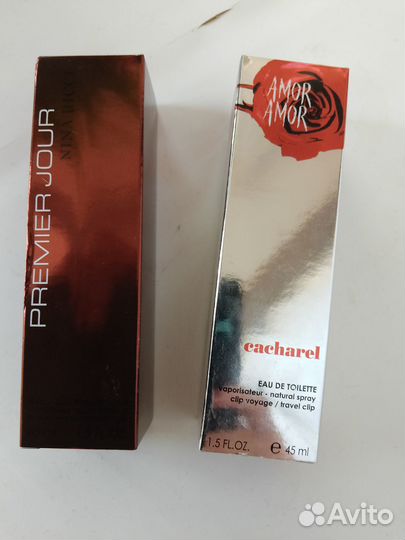 PREMIER JOUR
NINA RICCI
AMOR
AMOR
cacharel
EAU DE TOILETTE
vaporisateur - natural spray
clip voyage / travel clip
1.5 FL.OZ. e 45 ml
Avito